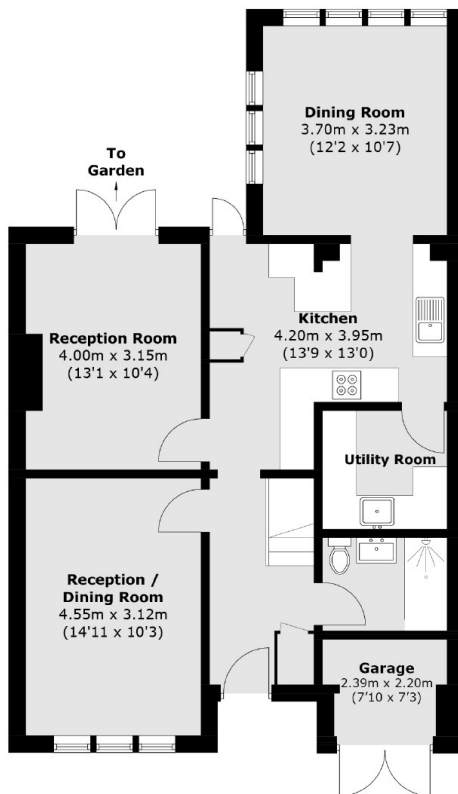 Dining Room
3.70m x 3.23m
(12'2 x 10'7)
To
Garden
Kitchen
4.20m x 3.95m
(13'9 x 13'0)
Reception Room
4.00m x 3.15m
(13'1 x 10'4)
Utility Room
Reception /
Dining Room
4.55m x 3.12m
(14'11 x 10'3)
Garage
2.39m x 2.20m
(7'10 x 7'3)